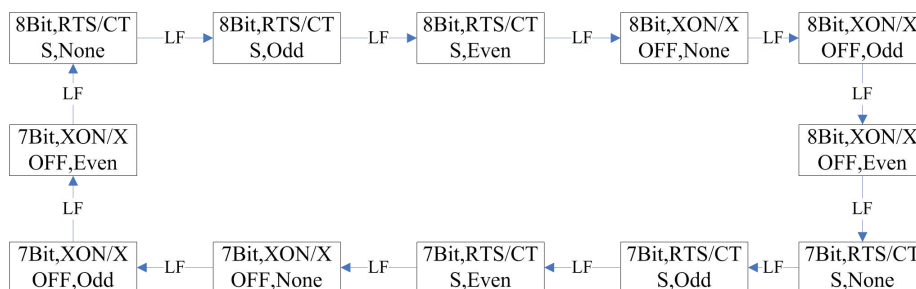 8Bit,RTS/CT
S,None
LF
8Bit,RTS/CT
S,Odd
LF
8Bit,RTS/CT
S,Even
LF
8Bit,XON/X
OFF,None
LF
8Bit,XON/X
OFF,Odd
LF
8Bit,XON/X
OFF,Even
LF
7Bit,RTS/CT
S,None
LF
7Bit,RTS/CT
S,Odd
LF
7Bit,RTS/CT
S,Even
LF
7Bit,XON/X
OFF,None
LF
7Bit,XON/X
OFF,Odd
LF
7Bit,XON/X
OFF,Even
LF